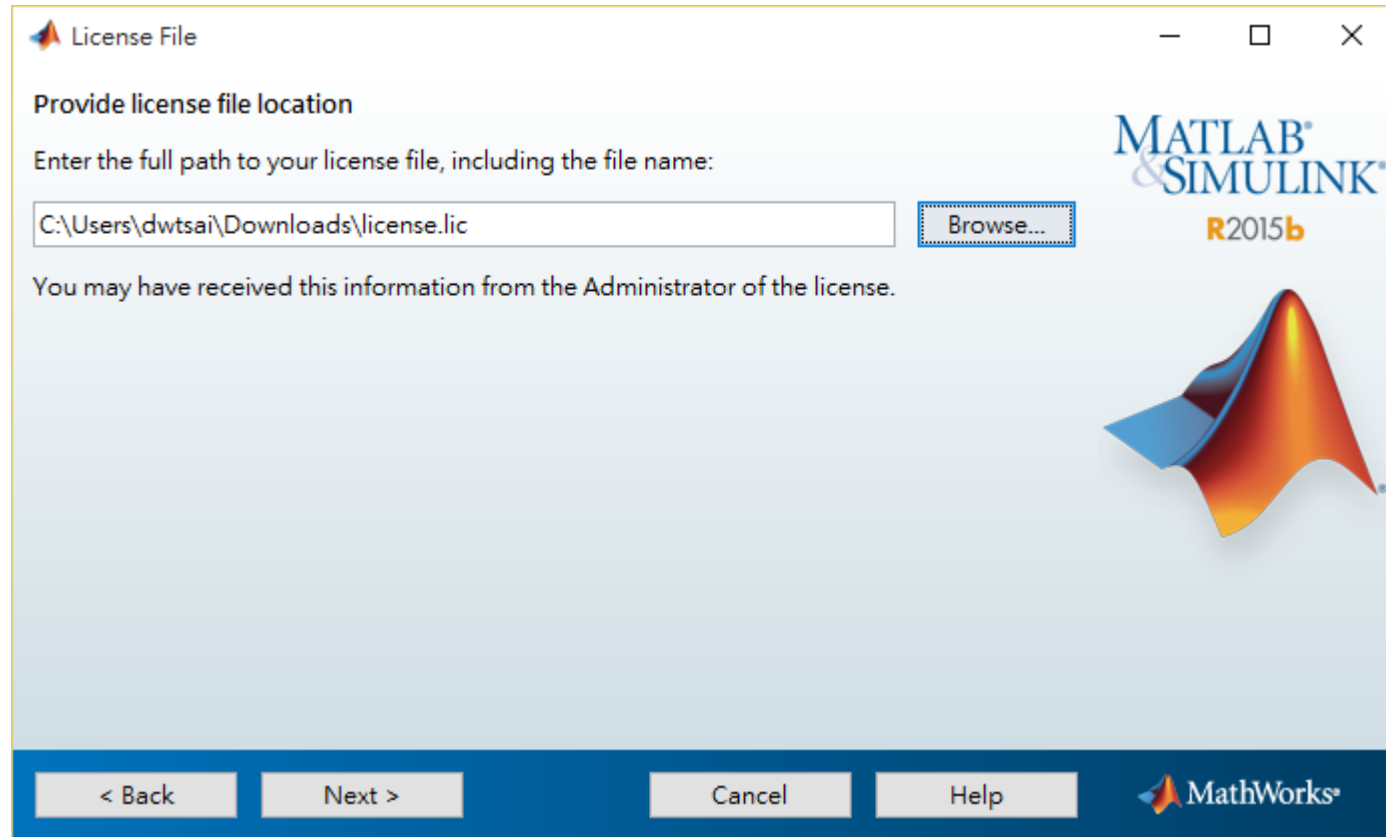 License File
Provide license file location
Enter the full path to your license file, including the file name:
C:\Users\dwtsai\Downloads\license.lic
Browse...
You may have received this information from the Administrator of the license.
MATLAB®
&SIMULINK®
R2015b
®
< Back
Next >
Cancel
Help
MathWorks®